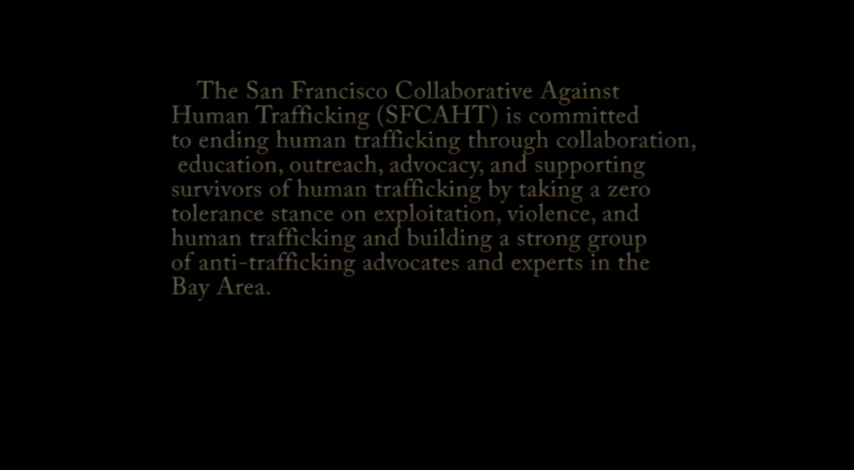 The San Francisco Collaborative Against
Human Trafficking (SFCAHT) is committed
to ending human trafficking through collaboration,
education, outreach, advocacy, and supporting
survivors of human trafficking by taking a zero
tolerance stance on exploitation, violence, and
human trafficking and building a strong group
of anti-trafficking advocates and experts in the
Bay Area.